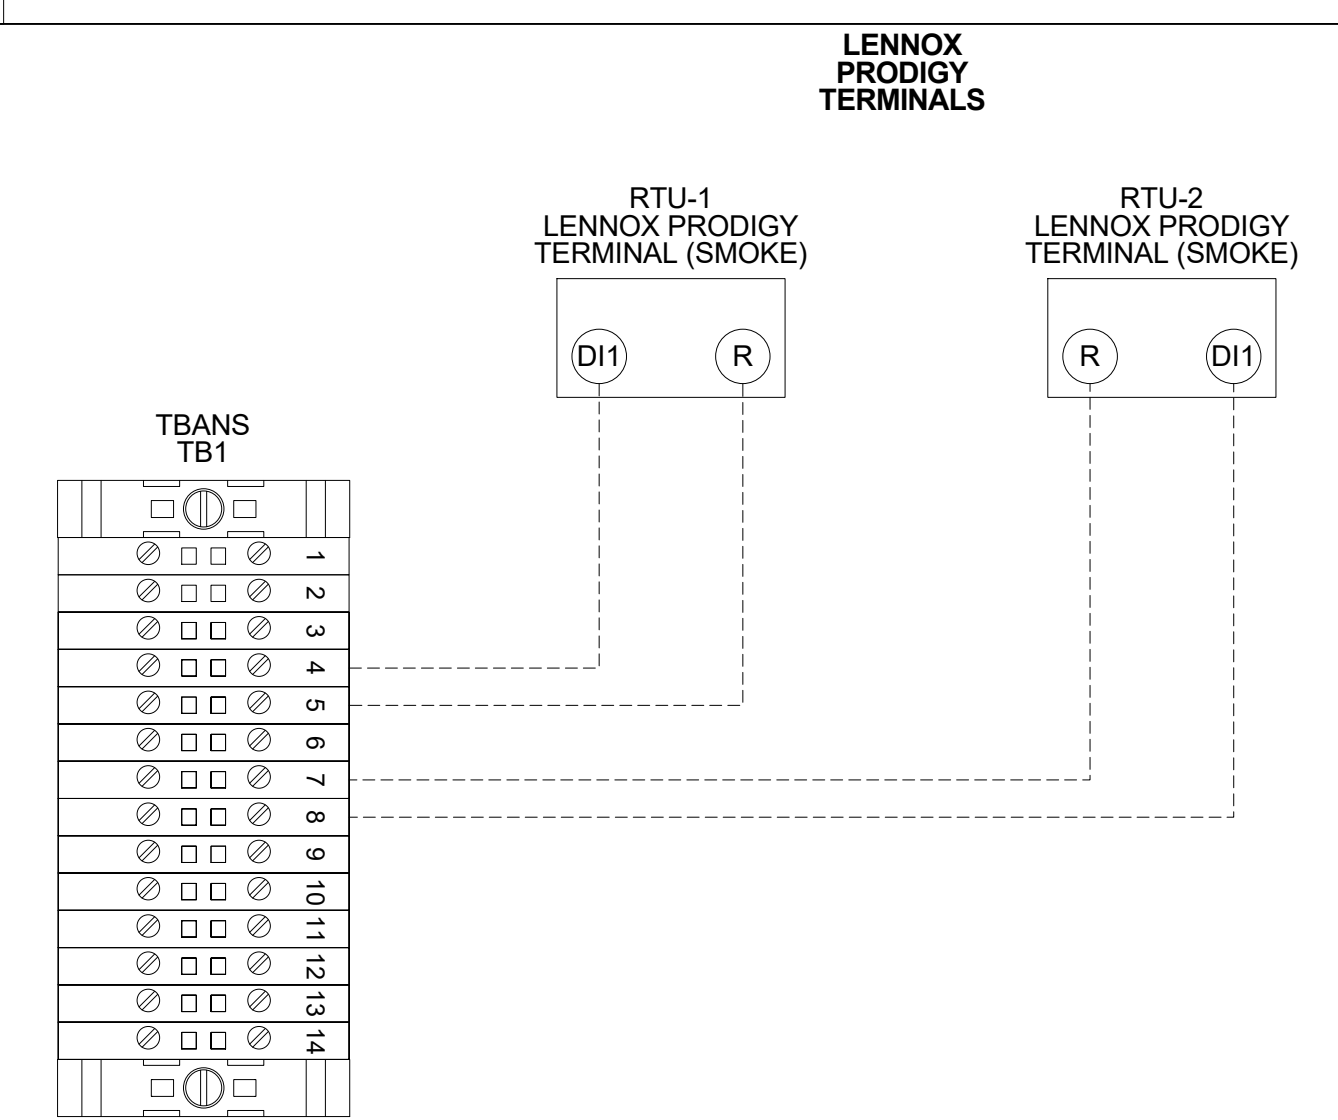 LENNOX
PRODIGY
TERMINALS
RTU-1
LENNOX PRODIGY
TERMINAL (SMOKE)
DI1 R
RTU-2
LENNOX PRODIGY
TERMINAL (SMOKE)
R DI1
TBANS
TB1
1
2
3
4
5
6
7
8
9
10
11
12
13
14